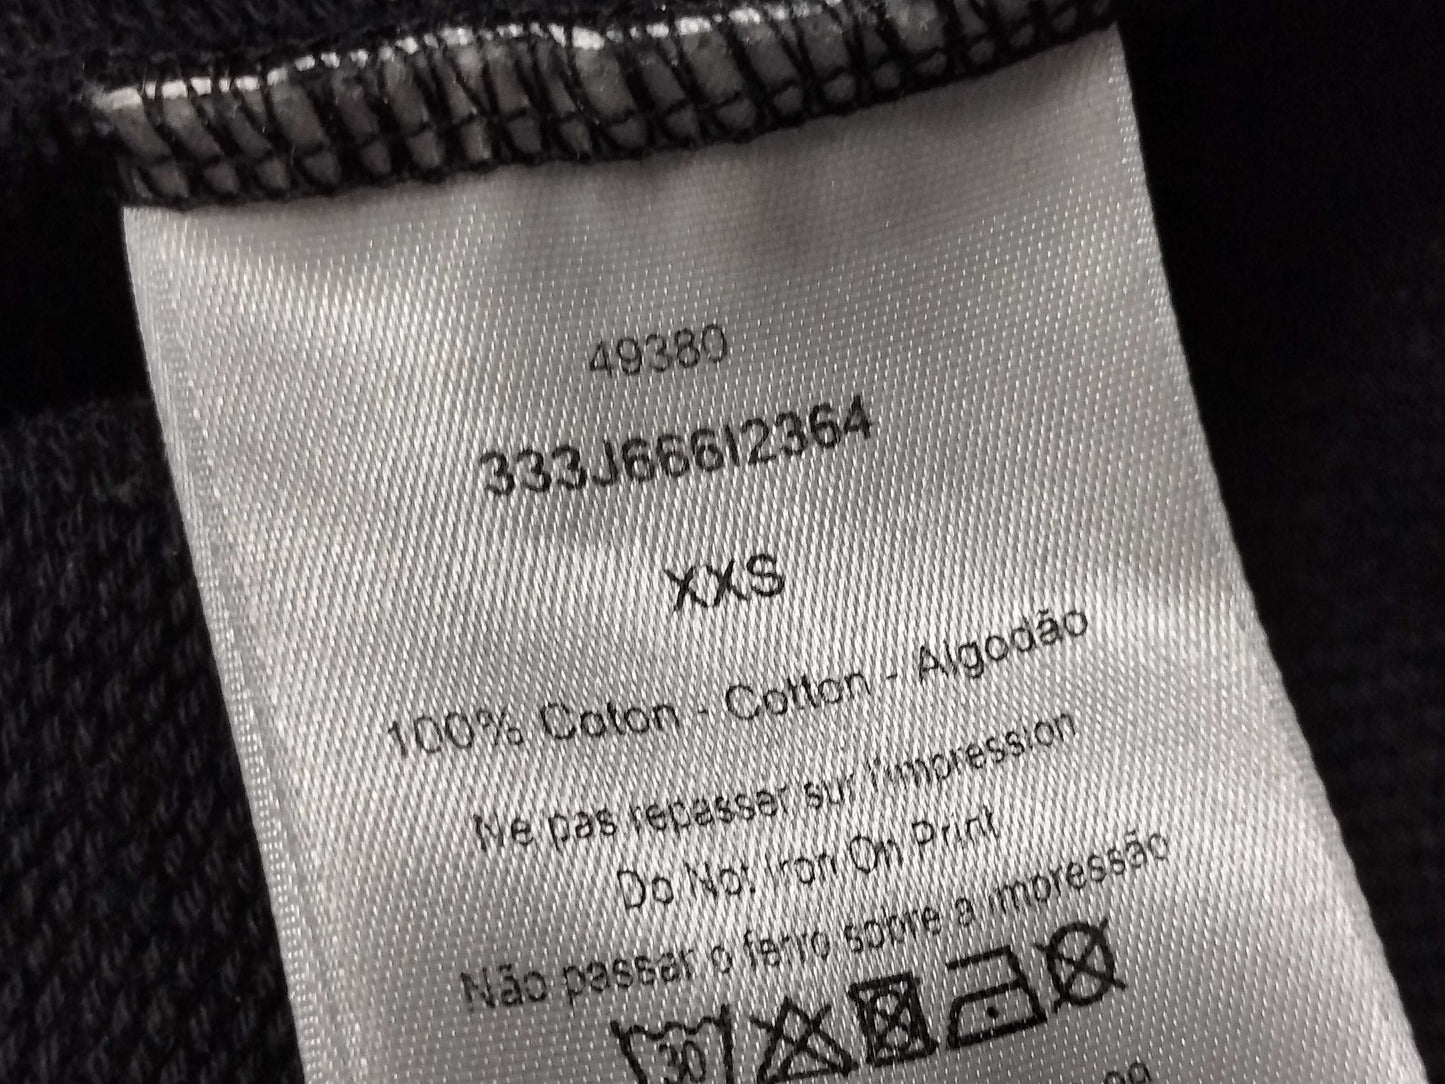 49380
333J66612364
XXS
100% Coton - Cotton - Algodão
Ne pas repasser sur l'impression
Do Not Iron On Print
Não passar o ferro sobre a impressão
30